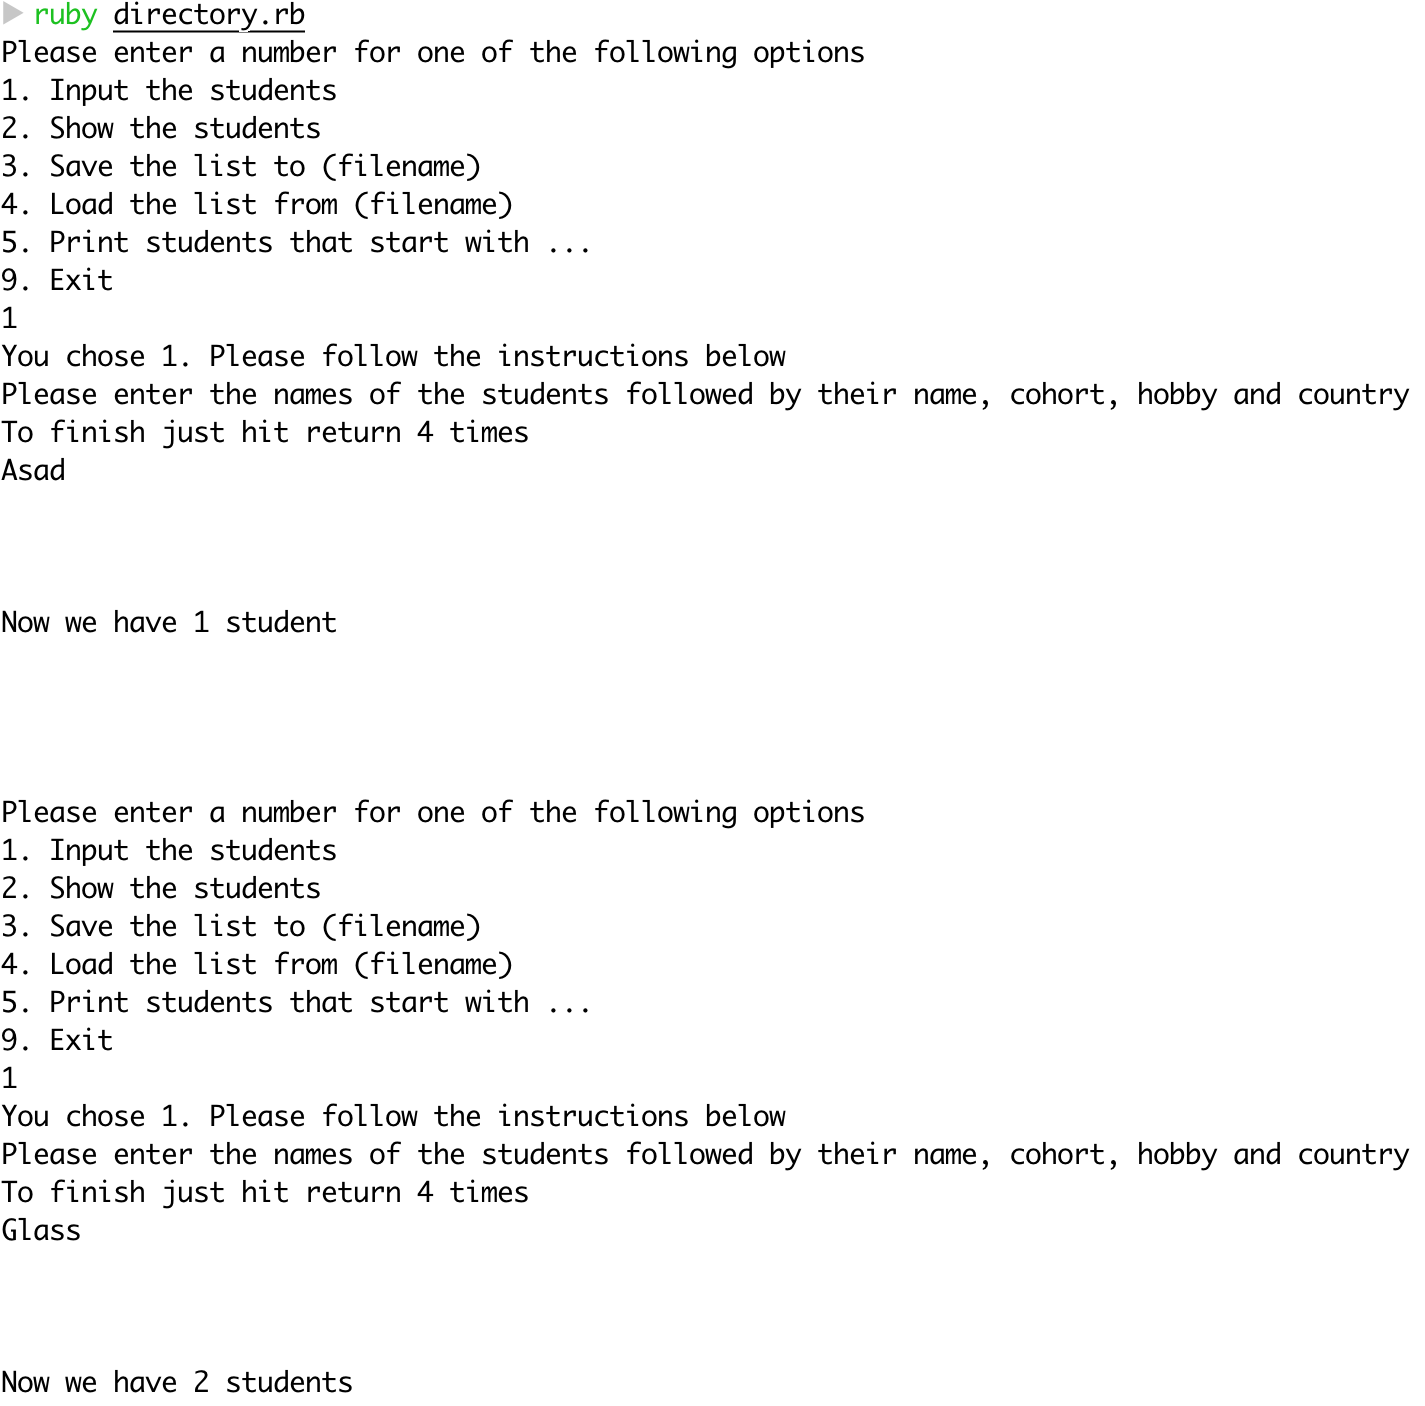 ruby directory.rb
Please enter a number for one of the following options
1. Input the students
2. Show the students
3. Save the list to (filename)
4. Load the list from (filename)
5. Print students that start with ...
9. Exit
1
You chose 1. Please follow the instructions below
Please enter the names of the students followed by their name, cohort, hobby and country
To finish just hit return 4 times
Asad
Now we have 1 student
Please enter a number for one of the following options
1. Input the students
2. Show the students
3. Save the list to (filename)
4. Load the list from (filename)
5. Print students that start with ...
9. Exit
1
You chose 1. Please follow the instructions below
Please enter the names of the students followed by their name, cohort, hobby and country
To finish just hit return 4 times
Glass
Now we have 2 students